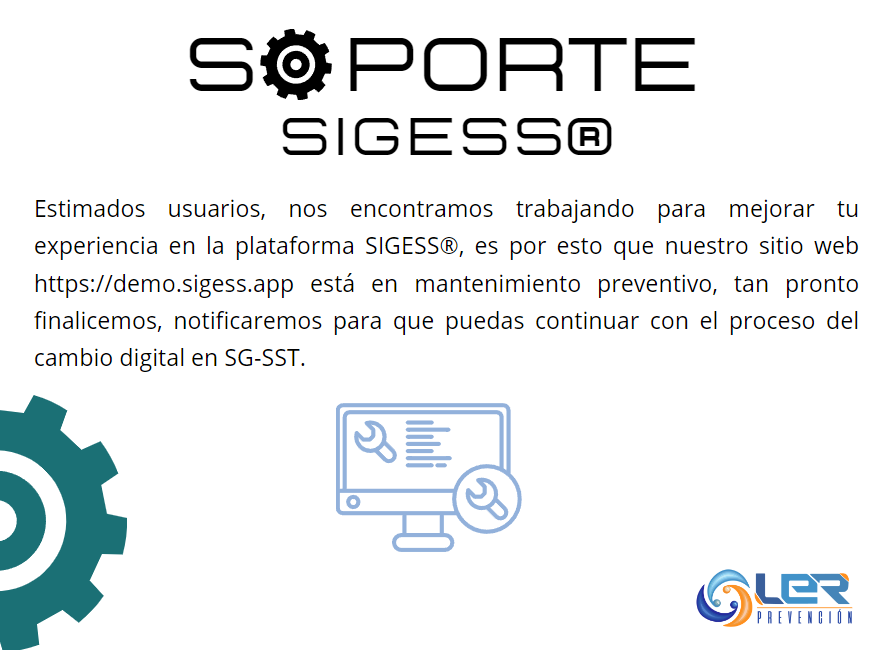 SOPORTE
SIGESS®
Estimados usuarios, nos encontramos trabajando para mejorar tu
experiencia en la plataforma SIGESS®, es por esto que nuestro sitio web
https://demo.sigess.app está en mantenimiento preventivo, tan pronto
finalicemos, notificaremos para que puedas continuar con el proceso del
cambio digital en SG-SST.
LER
PREVENCIÓN